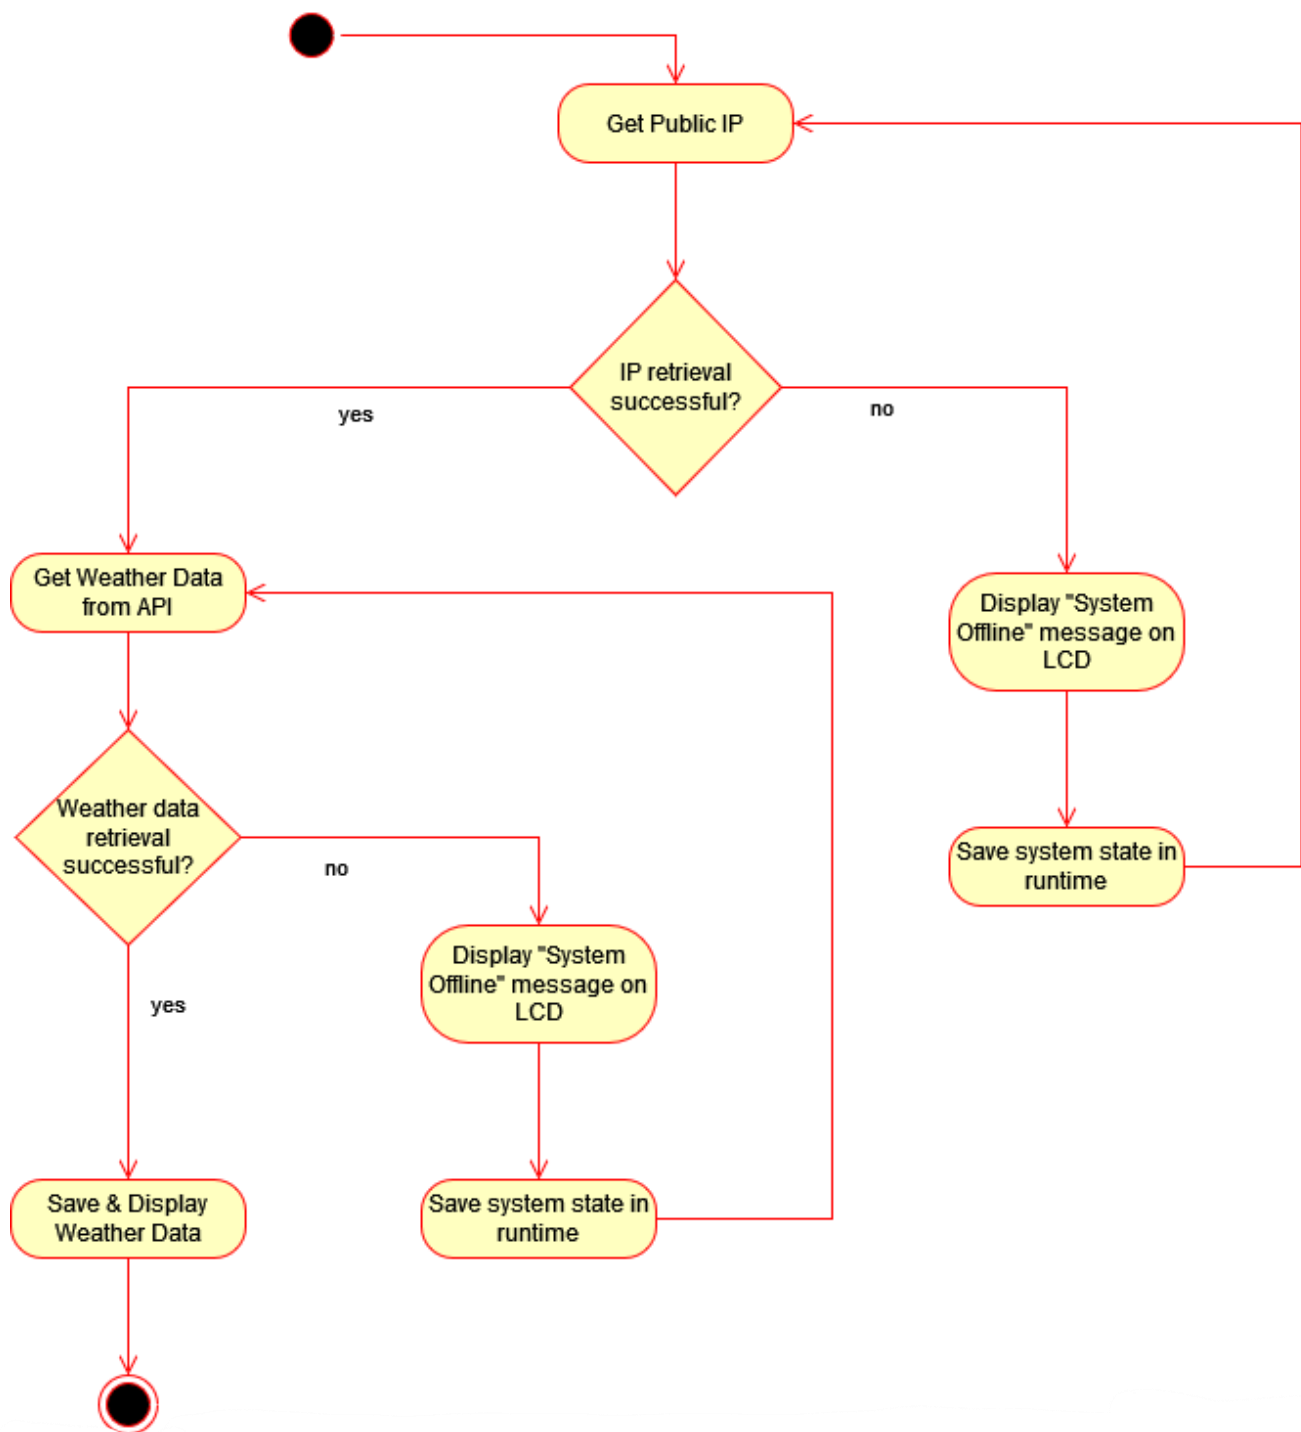 Get Public IP
IP retrieval
successful?
yes
no
Get Weather Data
from API
Display "System
Offline" message on
LCD
Weather data
retrieval
successful?
no
Save system state in
runtime
Display "System
Offline" message on
LCD
yes
Save & Display
Weather Data
Save system state in
runtime